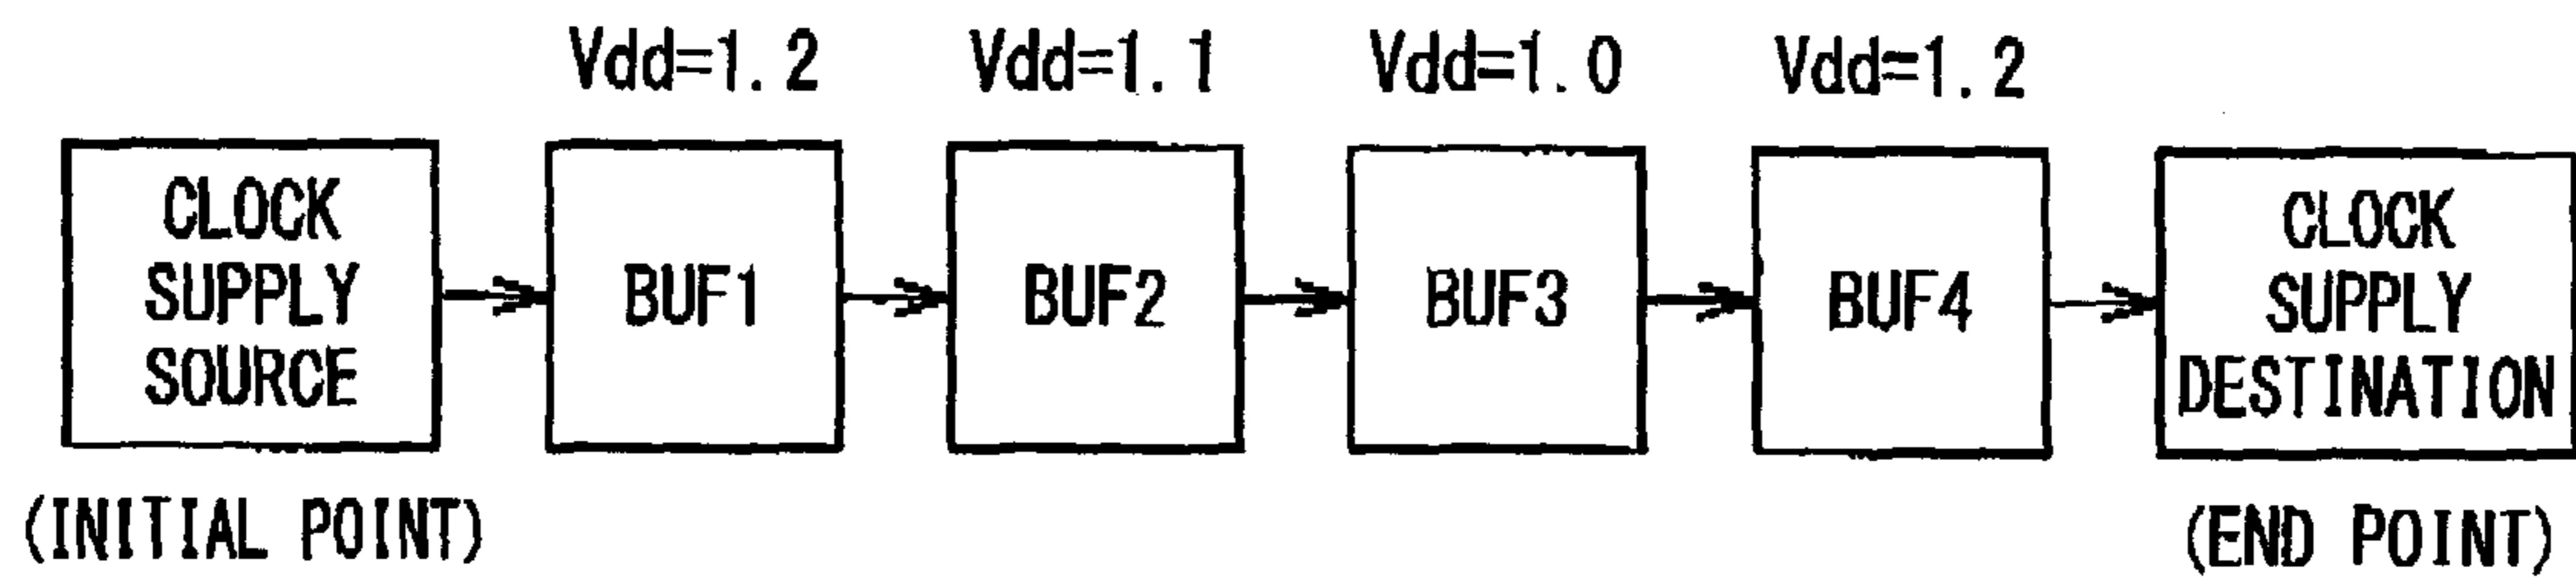 Vdd=1.2 Vdd=1.1 Vdd=1.0 Vdd=1.2
CLOCK
SUPPLY
SOURCE
BUF1
BUF2
BUF3
BUF4
CLOCK
SUPPLY
DESTINATION
(INITIAL POINT)
(END POINT)